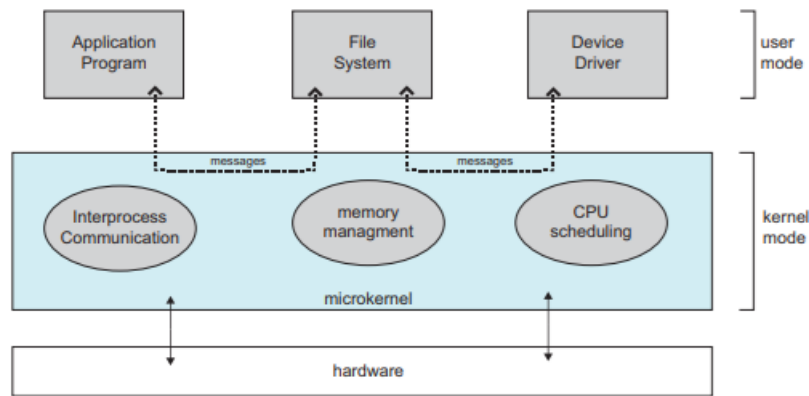 Application
Program
File
System
Device
Driver
user
mode
messages
messages
Interprocess
Communication
memory
managment
CPU
scheduling
kernel
mode
microkernel
hardware